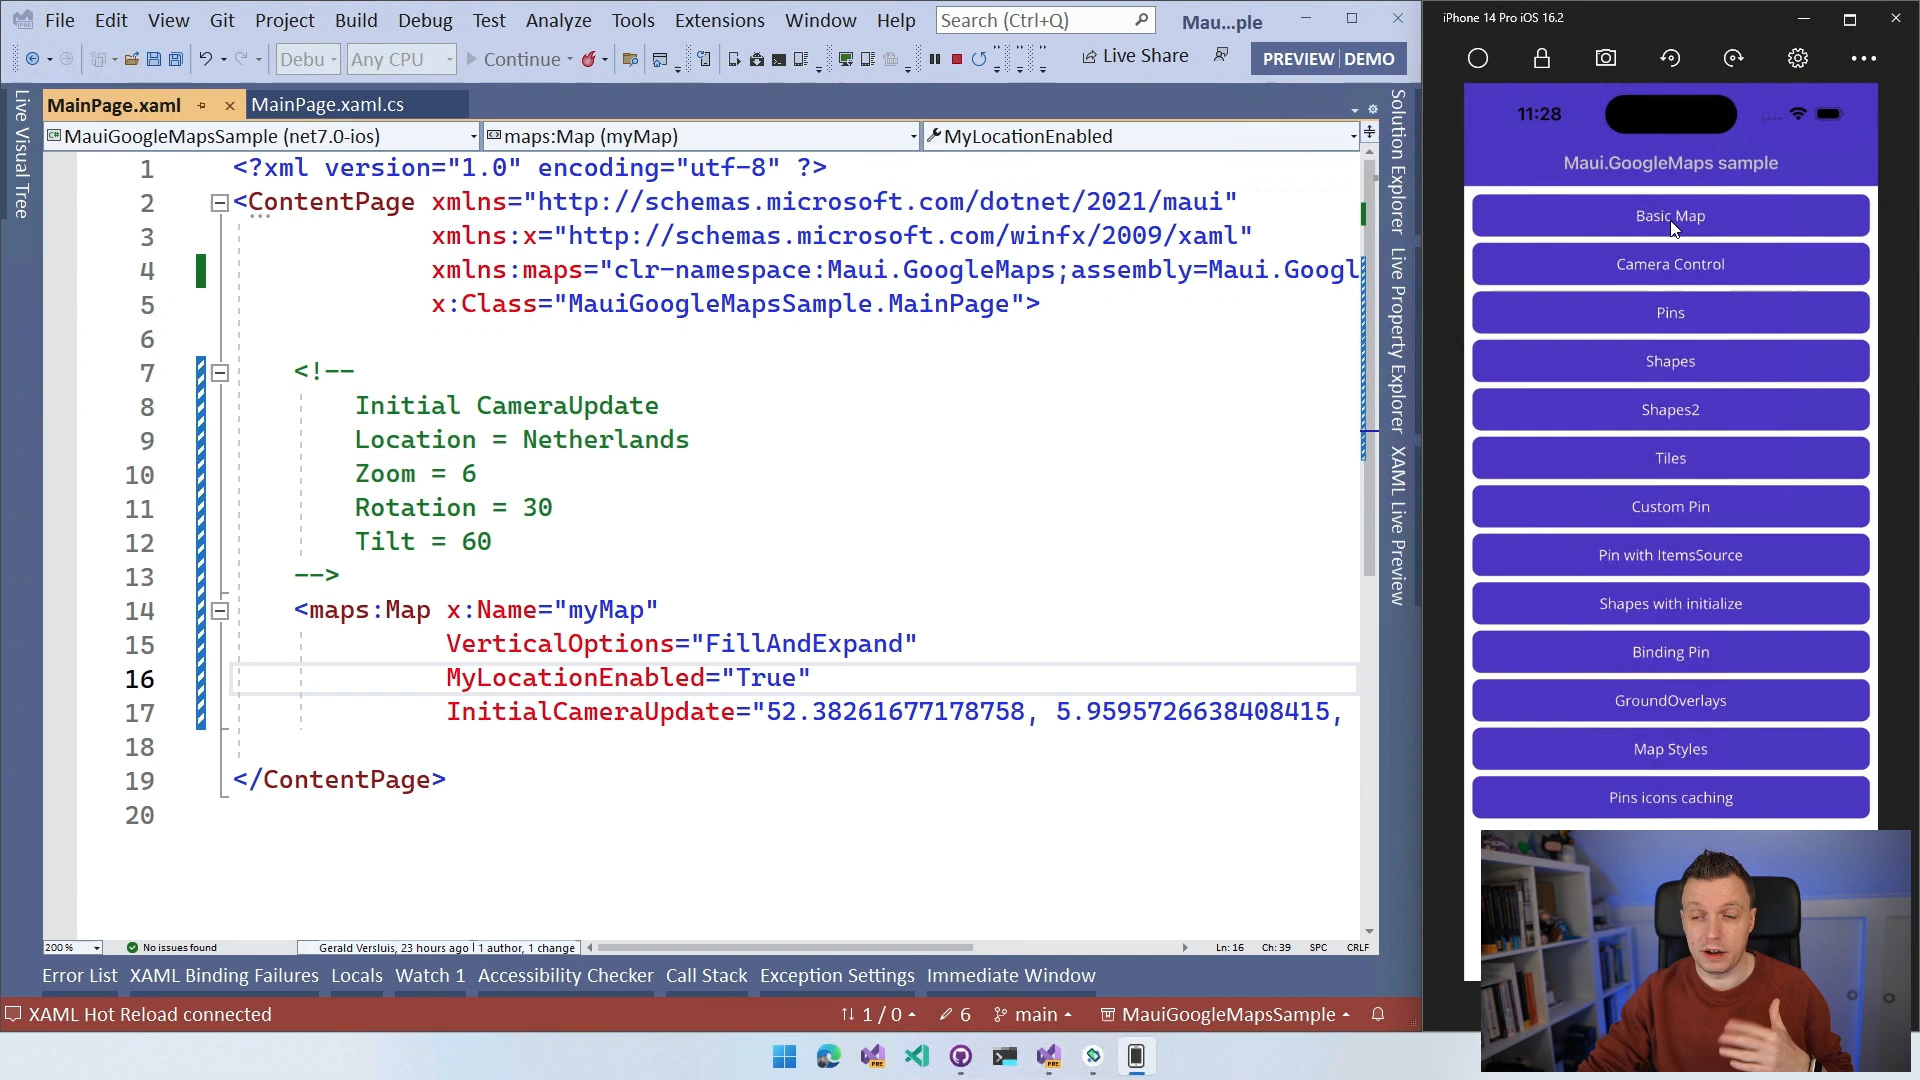 File Edit View Git Project Build Debug Test Analyze Tools Extensions Window Help Search (Ctrl+Q) Mau...ple
Debu Any CPU Continue Live Share PREVIEW DEMO
Live Visual Tree
MainPage.xaml MainPage.xaml.cs
MauiGoogleMapsSample (net7.0-ios) maps:Map (myMap) MyLocationEnabled
1 <?xml version="1.0" encoding="utf-8" ?>
2 <ContentPage xmlns="http://schemas.microsoft.com/dotnet/2021/maui"
3 xmlns:x="http://schemas.microsoft.com/winfx/2009/xaml"
4 xmlns:maps="clr-namespace:Maui.GoogleMaps;assembly=Maui.Googl
5 x:Class="MauiGoogleMapsSample.MainPage">
6
7 <!--
8 Initial CameraUpdate
9 Location = Netherlands
10 Zoom = 6
11 Rotation = 30
12 Tilt = 60
13 -->
14 <maps:Map x:Name="myMap"
15 VerticalOptions="FillAndExpand"
16 MyLocationEnabled="True"
17 InitialCameraUpdate="52.38261677178758, 5.9595726638408415,
18
19 </ContentPage>
20
200 % No issues found Gerald Versluis, 23 hours ago | 1 author, 1 change Ln: 16 Ch: 39 SPC CRLF
Error List XAML Binding Failures Locals Watch 1 Accessibility Checker Call Stack Exception Settings Immediate Window
XAML Hot Reload connected 1 / 0 6 main MauiGoogleMapsSample
Solution Explorer
Live Property Explorer
XAML Live Preview
iPhone 14 Pro iOS 16.2
11:28
Maui.GoogleMaps sample
Basic Map
Camera Control
Pins
Shapes
Shapes2
Tiles
Custom Pin
Pin with ItemsSource
Shapes with initialize
Binding Pin
GroundOverlays
Map Styles
Pins icons caching
PRE
PRE